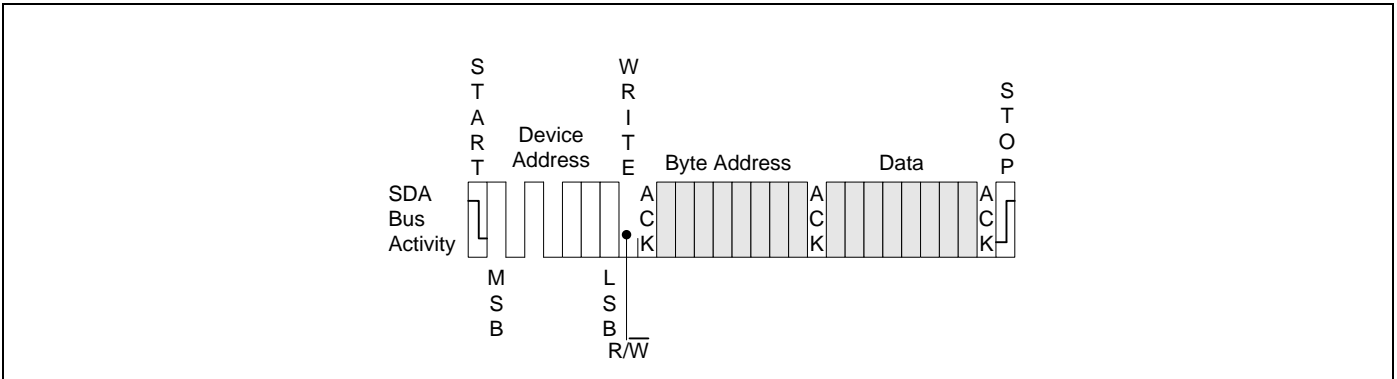 START
WRITE
STOP
Device
Address
Byte Address
Data
SDA
Bus
Activity
ACK
ACK
ACK
MSB
LSB
R/W̅